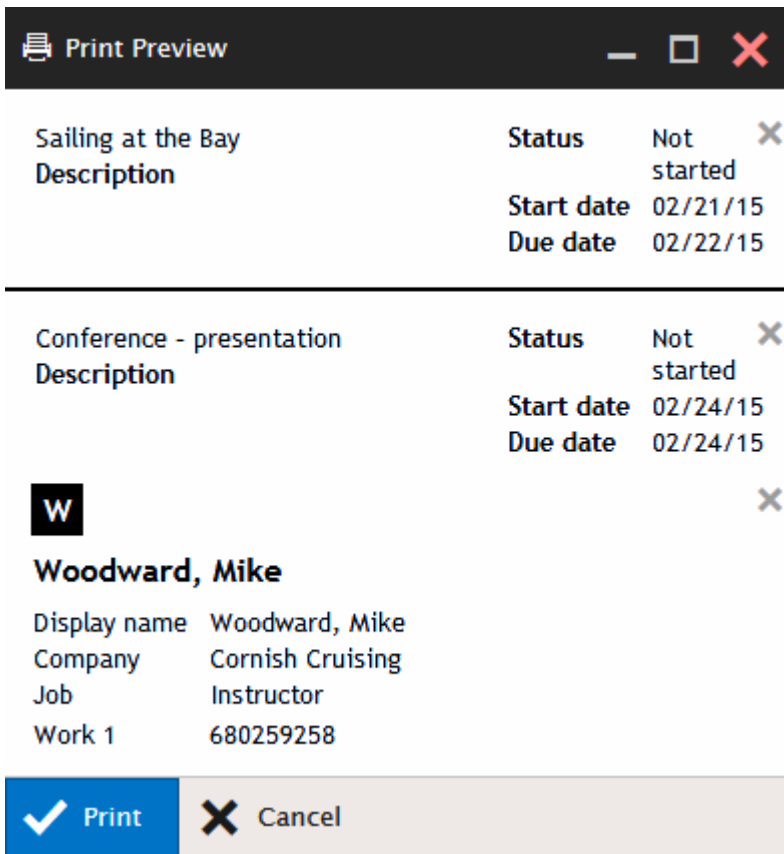 Print Preview
Sailing at the Bay
Description
Status Not
started
Start date 02/21/15
Due date 02/22/15
Conference - presentation
Description
Status Not
started
Start date 02/24/15
Due date 02/24/15
W
Woodward, Mike
Display name Woodward, Mike
Company Cornish Cruising
Job Instructor
Work 1 680259258
Print Cancel